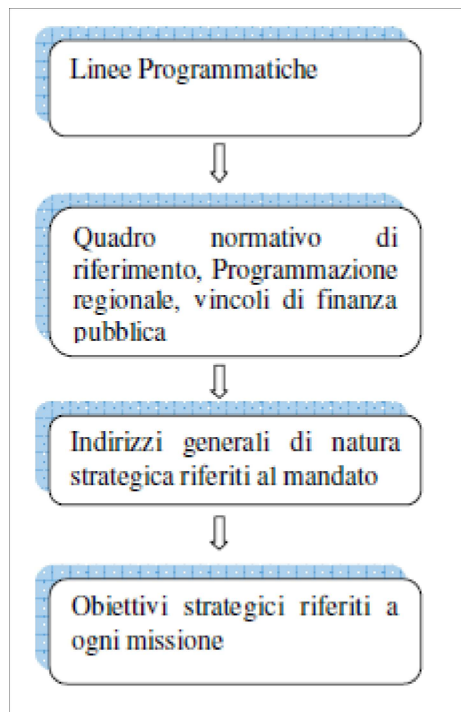 Linee Programmatiche
Quadro normativo di
riferimento, Programmazione
regionale, vincoli di finanza
pubblica
Indirizzi generali di natura
strategica riferiti al mandato
Obiettivi strategici riferiti a
ogni missione